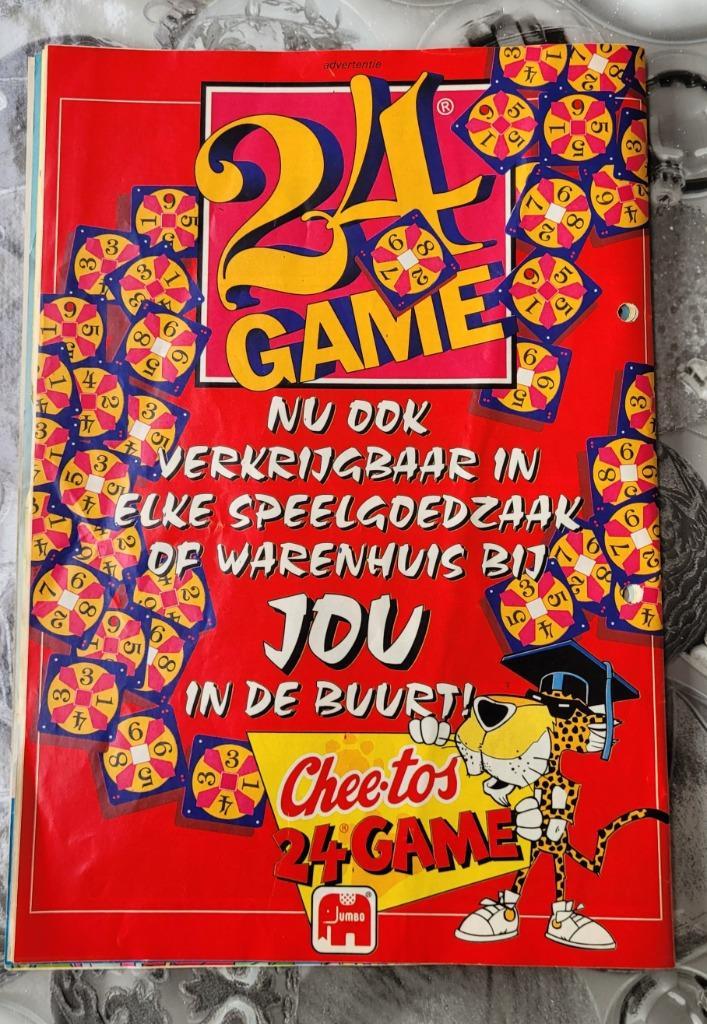 advertentie
24®
GAME
NU OOK
VERKRIJGBAAR IN
ELKE SPEELGOEDZAAK
OF WARENHUIS BIJ
JOU
IN DE BUURT!
Chee·tos
24®GAME
JUMBO®